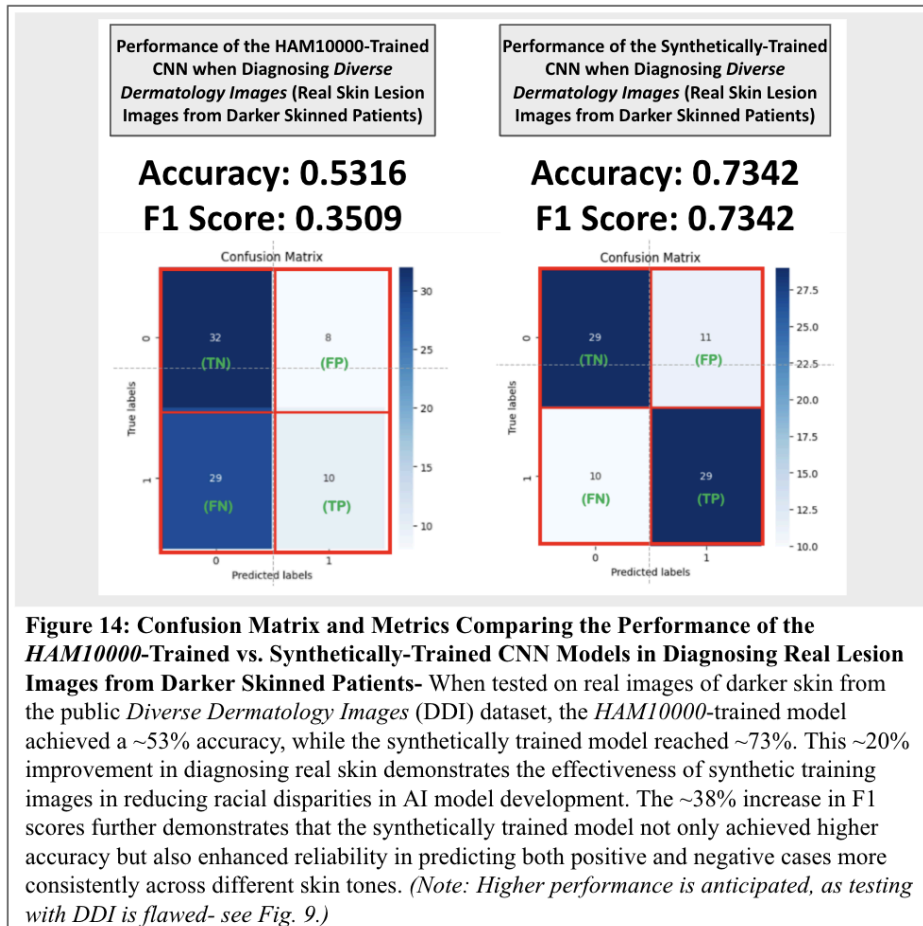 Performance of the HAM10000-Trained
CNN when Diagnosing Diverse
Dermatology Images (Real Skin Lesion
Images from Darker Skinned Patients)
Accuracy: 0.5316
F1 Score: 0.3509
Confusion Matrix
0
32
(TN)
8
(FP)
1
29
(FN)
10
(TP)
True labels
0
1
Predicted labels
30
25
20
15
10
Performance of the Synthetically-Trained
CNN when Diagnosing Diverse
Dermatology Images (Real Skin Lesion
Images from Darker Skinned Patients)
Accuracy: 0.7342
F1 Score: 0.7342
Confusion Matrix
0
29
(TN)
11
(FP)
1
10
(FN)
29
(TP)
True labels
0
1
Predicted labels
27.5
25.0
22.5
20.0
17.5
15.0
12.5
10.0
Figure 14: Confusion Matrix and Metrics Comparing the Performance of the
HAM10000-Trained vs. Synthetically-Trained CNN Models in Diagnosing Real Lesion
Images from Darker Skinned Patients- When tested on real images of darker skin from
the public Diverse Dermatology Images (DDI) dataset, the HAM10000-trained model
achieved a ~53% accuracy, while the synthetically trained model reached ~73%. This ~20%
improvement in diagnosing real skin demonstrates the effectiveness of synthetic training
images in reducing racial disparities in AI model development. The ~38% increase in F1
scores further demonstrates that the synthetically trained model not only achieved higher
accuracy but also enhanced reliability in predicting both positive and negative cases more
consistently across different skin tones. (Note: Higher performance is anticipated, as testing
with DDI is flawed- see Fig. 9.)